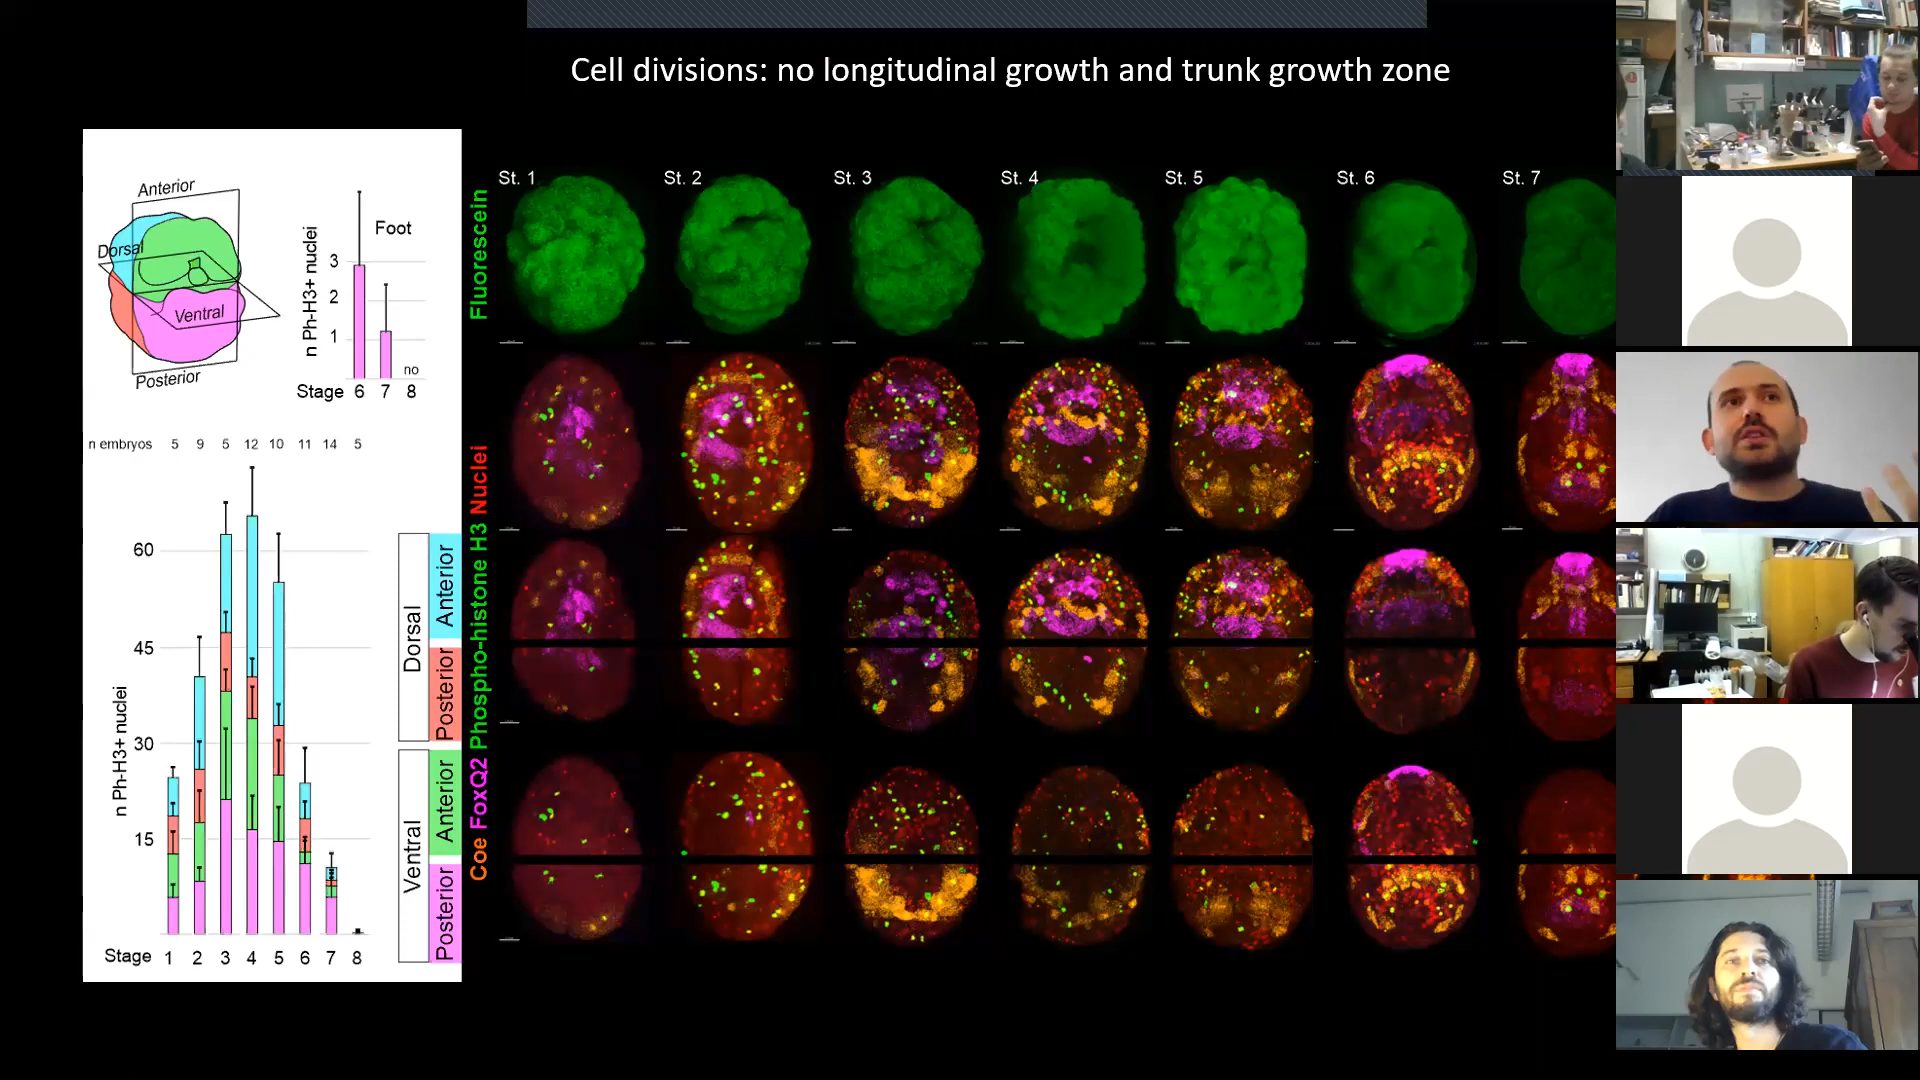 Cell divisions: no longitudinal growth and trunk growth zone
Anterior
Dorsal
Ventral
Posterior
n Ph-H3+ nuclei
Foot
3
2
1
no
Stage 6 7 8
n embryos 5 9 5 12 10 11 14 5
n Ph-H3+ nuclei
60
45
30
15
Stage 1 2 3 4 5 6 7 8
Dorsal
Anterior
Posterior
Ventral
Anterior
Posterior
Fluorescein
Coe FoxQ2 Phospho-histone H3 Nuclei
St. 1
St. 2
St. 3
St. 4
St. 5
St. 6
St. 7